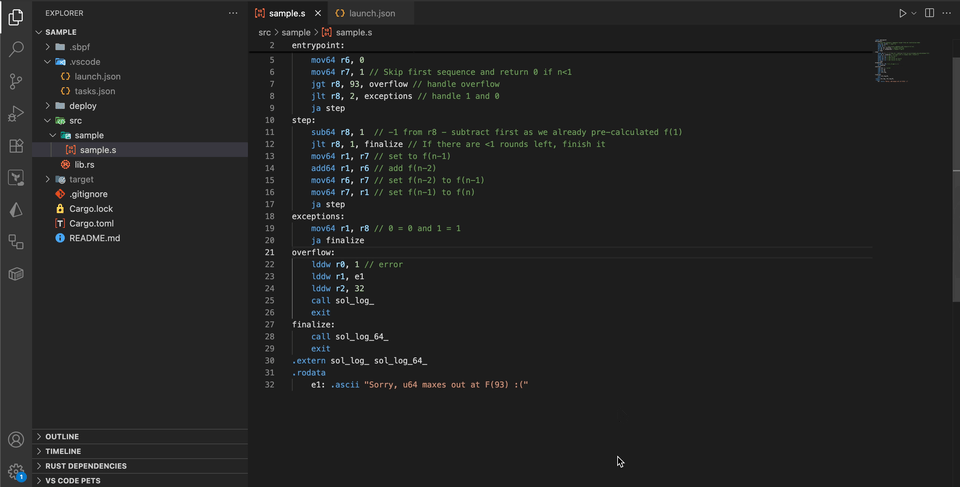 EXPLORER
SAMPLE
.sbpf
.vscode
launch.json
tasks.json
deploy
src
sample
sample.s
lib.rs
target
.gitignore
Cargo.lock
Cargo.toml
README.md
OUTLINE
TIMELINE
RUST DEPENDENCIES
VS CODE PETS
1
sample.s
launch.json
src > sample > sample.s
2 entrypoint:
5 mov64 r6, 0
6 mov64 r7, 1 // Skip first sequence and return 0 if n<1
7 jgt r8, 93, overflow // handle overflow
8 jlt r8, 2, exceptions // handle 1 and 0
9 ja step
10 step:
11 sub64 r8, 1 // -1 from r8 - subtract first as we already pre-calculated f(1)
12 jlt r8, 1, finalize // If there are <1 rounds left, finish it
13 mov64 r1, r7 // set to f(n-1)
14 add64 r1, r6 // add f(n-2)
15 mov64 r6, r7 // set f(n-2) to f(n-1)
16 mov64 r7, r1 // set f(n-1) to f(n)
17 ja step
18 exceptions:
19 mov64 r1, r8 // 0 = 0 and 1 = 1
20 ja finalize
21 overflow:
22 lddw r0, 1 // error
23 lddw r1, e1
24 lddw r2, 32
25 call sol_log_
26 exit
27 finalize:
28 call sol_log_64_
29 exit
30 .extern sol_log_ sol_log_64_
31 .rodata
32 e1: .ascii "Sorry, u64 maxes out at F(93) :("